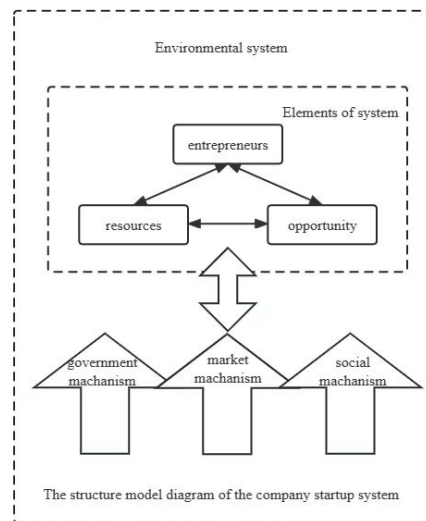 Environmental system
Elements of system
entrepreneurs
resources
opportunity
government
machanism
market
machanism
social
machanism
The structure model diagram of the company startup system